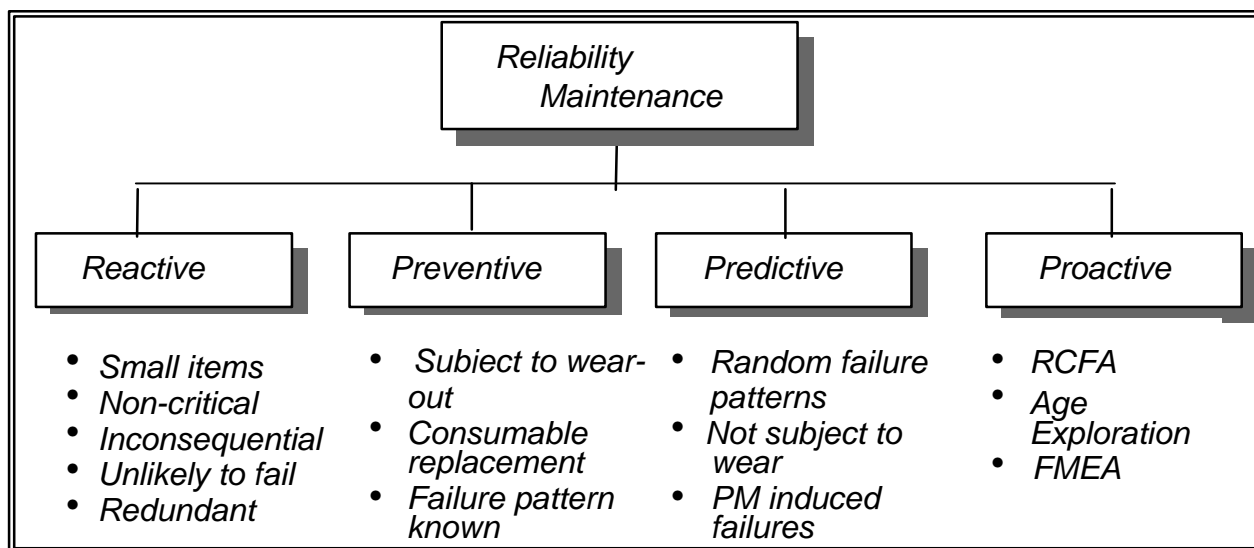 Reliability
Maintenance
Reactive
Preventive
Predictive
Proactive
• Small items
• Non-critical
• Inconsequential
• Unlikely to fail
• Redundant
• Subject to wear-
out
• Consumable
replacement
• Failure pattern
known
• Random failure
patterns
• Not subject to
wear
• PM induced
failures
• RCFA
• Age
Exploration
• FMEA